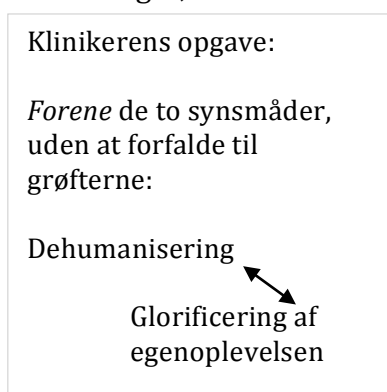 Klinikerens opgave:
Forene de to synsmåder,
uden at forfalde til
grøfterne:
Dehumanisering
Glorificering af
egenoplevelsen